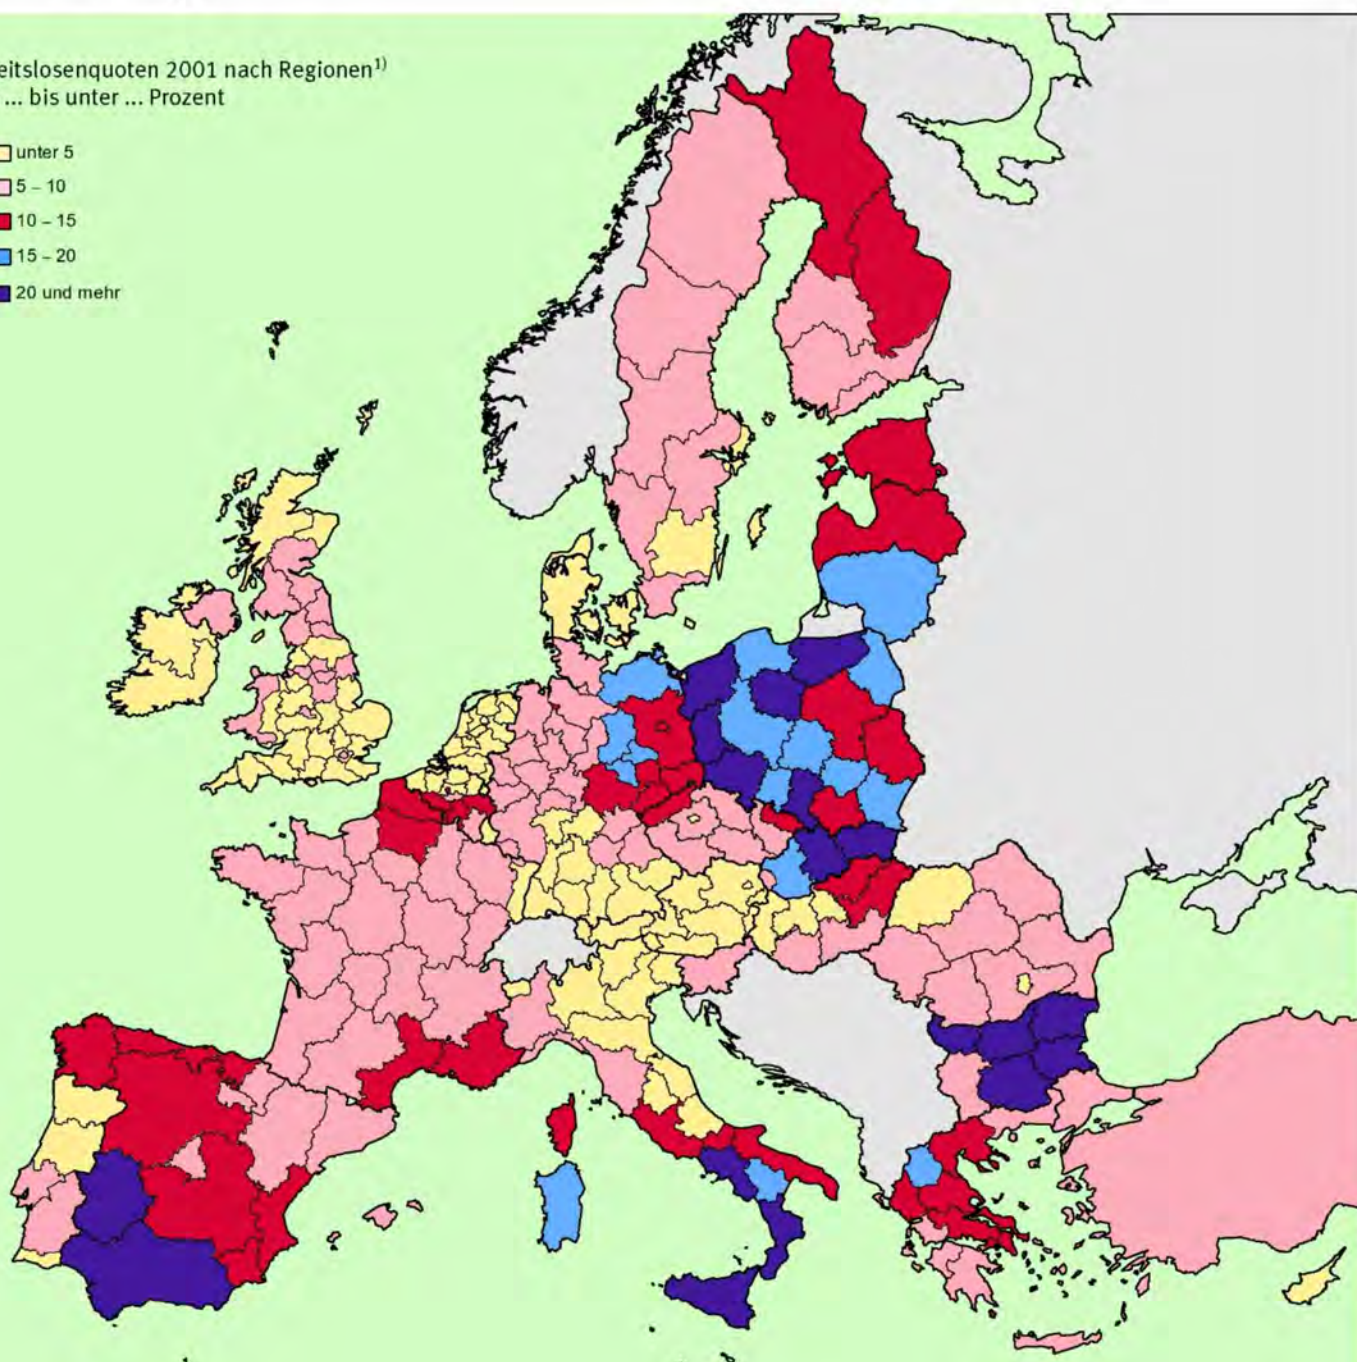 eitslosenquoten 2001 nach Regionen¹⁾
... bis unter ... Prozent
unter 5
5 – 10
10 – 15
15 – 20
20 und mehr